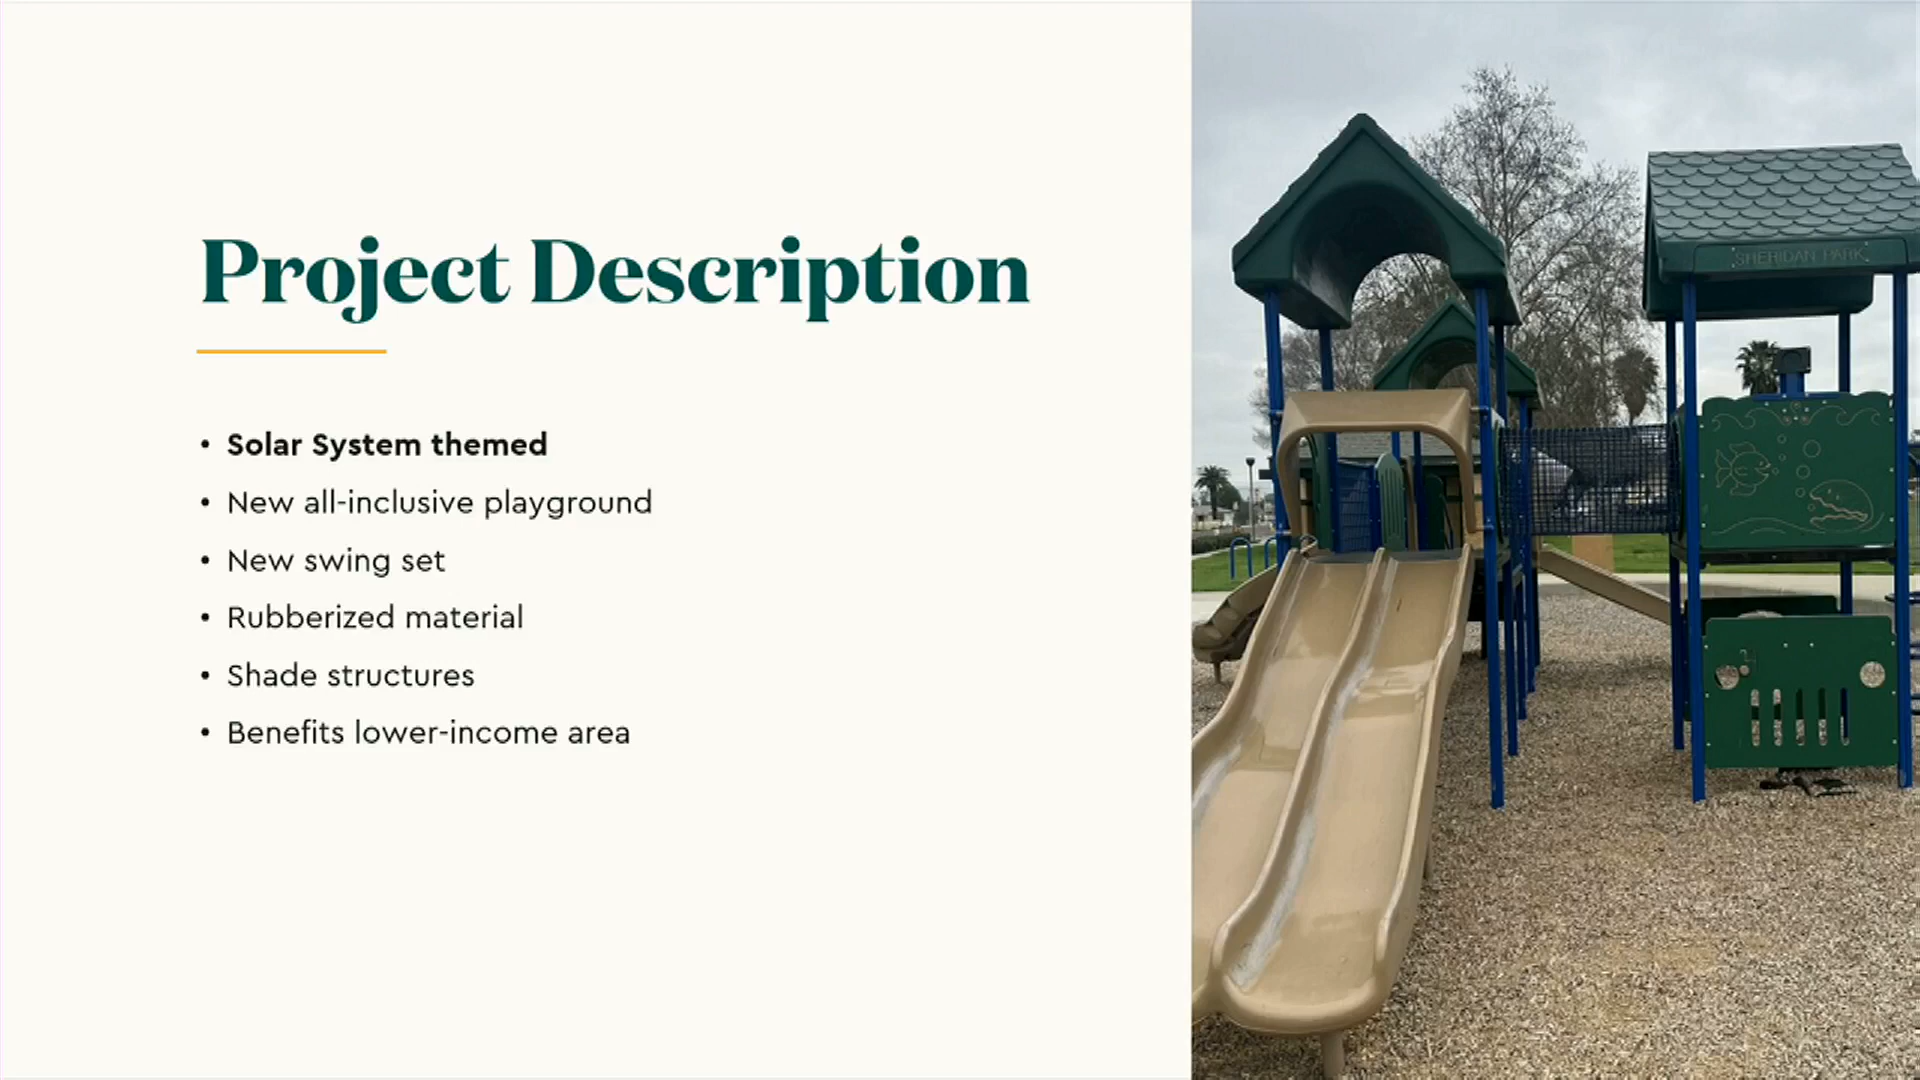 Project Description
• Solar System themed
• New all-inclusive playground
• New swing set
• Rubberized material
• Shade structures
• Benefits lower-income area
SHERIDAN PARK